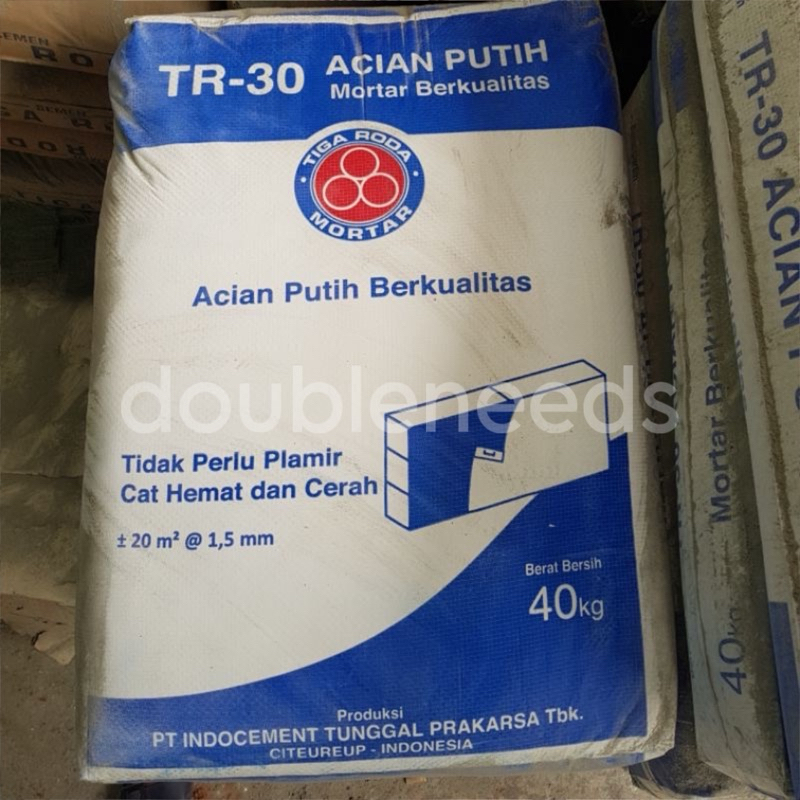 TR-30 ACIAN PUTIH
Mortar Berkualitas
TIGA RODA
MORTAR
Acian Putih Berkualitas
doubleneeds
Tidak Perlu Plamir
Cat Hemat dan Cerah
± 20 m² @ 1,5 mm
Berat Bersih
40kg
Produksi
PT INDOCEMENT TUNGGAL PRAKARSA Tbk.
CITEUREUP - INDONESIA
TR-30 ACIAN
Mortar Berkualitas
40kg
SEMEN